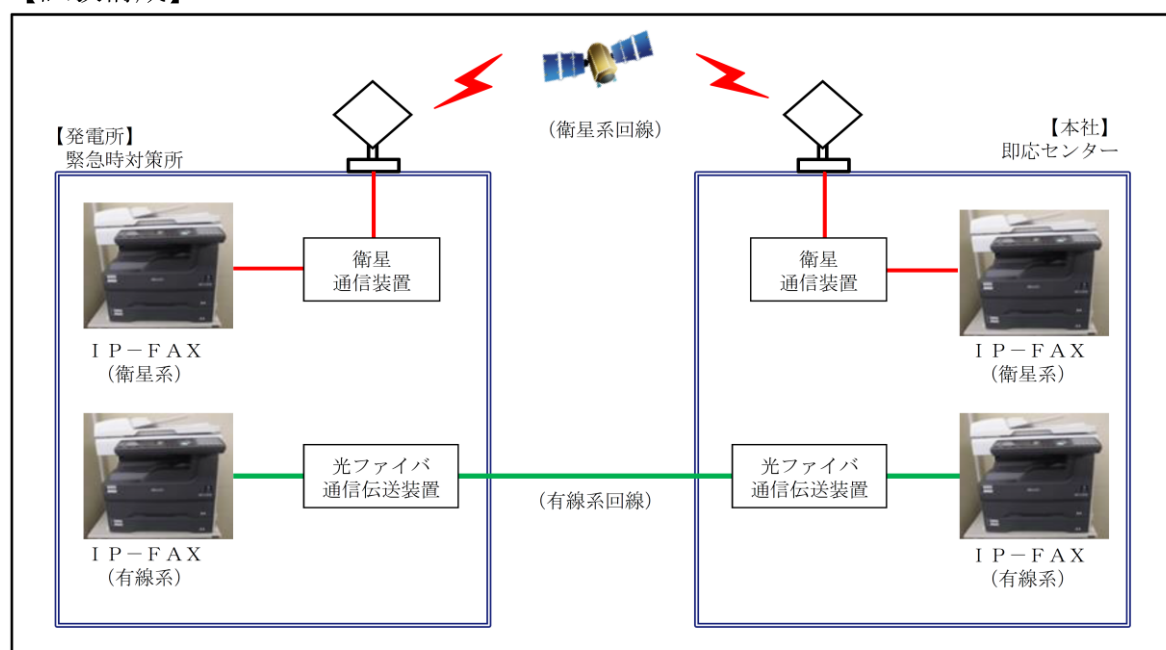 (衛星系回線)
【発電所】
緊急時対策所
【本社】
即応センター
衛星
通信装置
衛星
通信装置
IP-FAX
(衛星系)
IP-FAX
(衛星系)
光ファイバ
通信伝送装置
(有線系回線)
光ファイバ
通信伝送装置
IP-FAX
(有線系)
IP-FAX
(有線系)